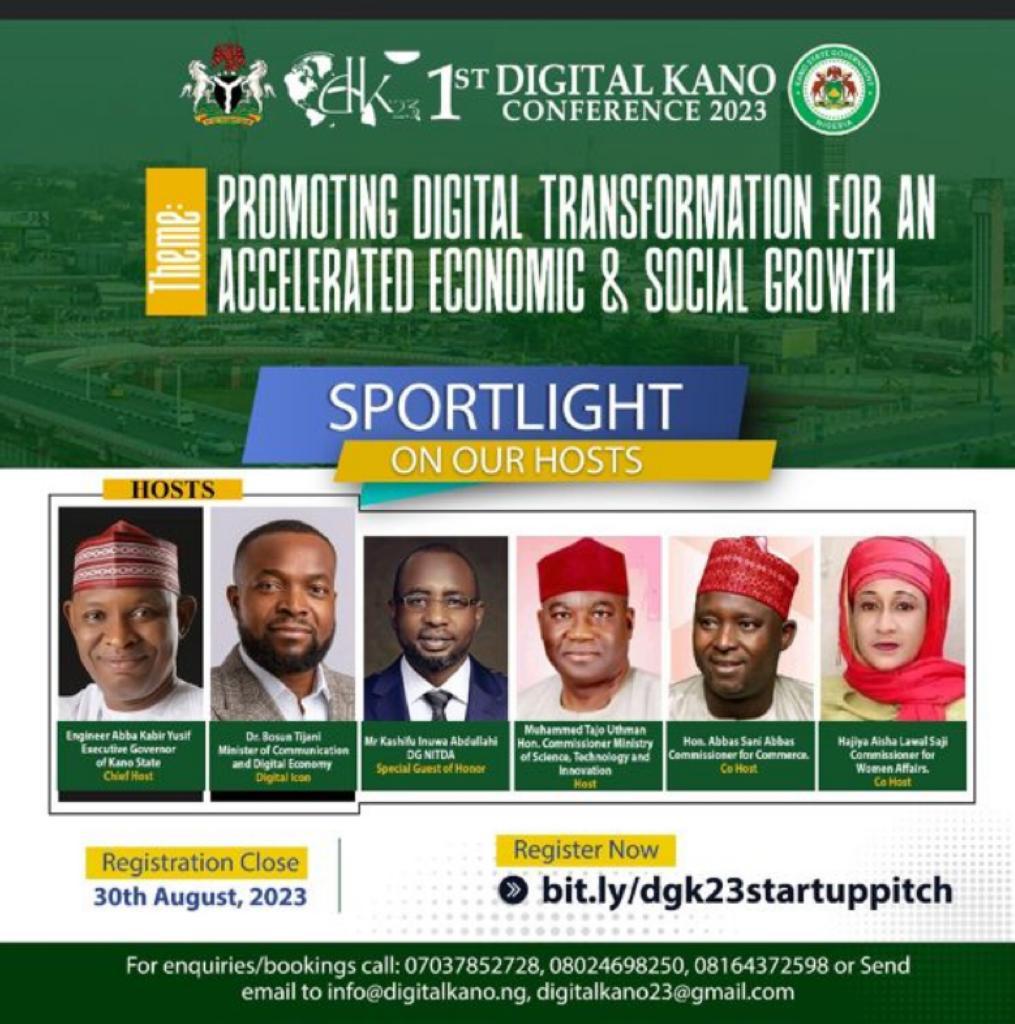 dk23
1ST DIGITAL KANO
CONFERENCE 2023
KANO STATE GOVERNMENT
NIGERIA
Theme:
PROMOTING DIGITAL TRANSFORMATION FOR AN
ACCELERATED ECONOMIC & SOCIAL GROWTH
SPORTLIGHT
ON OUR HOSTS
HOSTS
Engineer Abba Kabir Yusif
Executive Governor
of Kano State
Chief Host
Dr. Bosun Tijani
Minister of Communication
and Digital Economy
Digital Icon
Mr Kashifu Inuwa Abdullahi
DG NITDA
Special Guest of Honor
Muhammed Tajo Uthman
Hon. Commissioner Ministry
of Science, Technology and
Innovation
Host
Hon. Abbas Sani Abbas
Commissioner for Commerce.
Co Host
Hajiya Aisha Lawal Saji
Commissioner for
Women Affairs.
Co Host
Registration Close
30th August, 2023
Register Now
bit.ly/dgk23startuppitch
For enquiries/bookings call: 07037852728, 08024698250, 08164372598 or Send
email to info@digitalkano.ng, digitalkano23@gmail.com